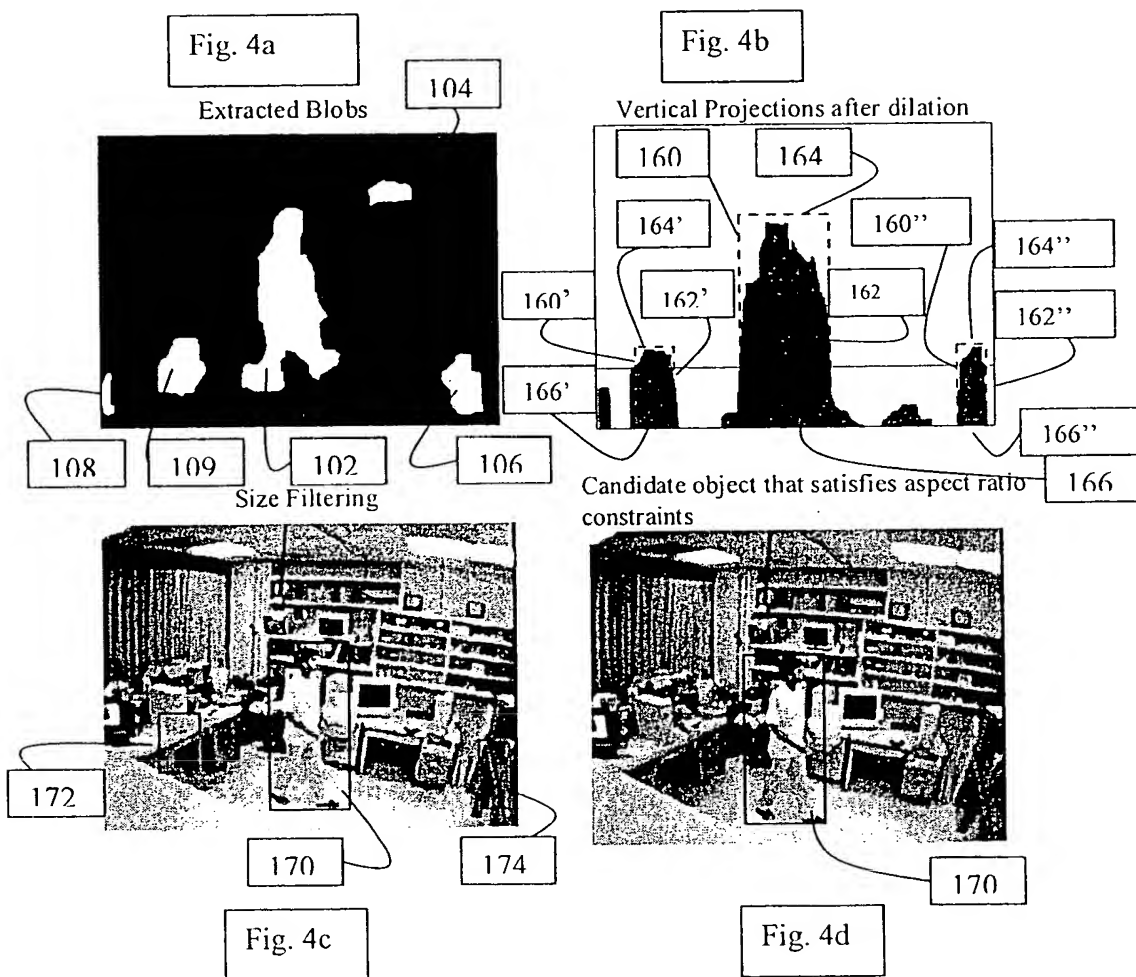 Fig. 4a
Fig. 4b
104
Extracted Blobs
Vertical Projections after dilation
160
164
164'
160''
164''
160'
162'
162
162''
166'
166''
108
109
102
106
166
Size Filtering
Candidate object that satisfies aspect ratio
constraints
172
170
174
170
Fig. 4c
Fig. 4d